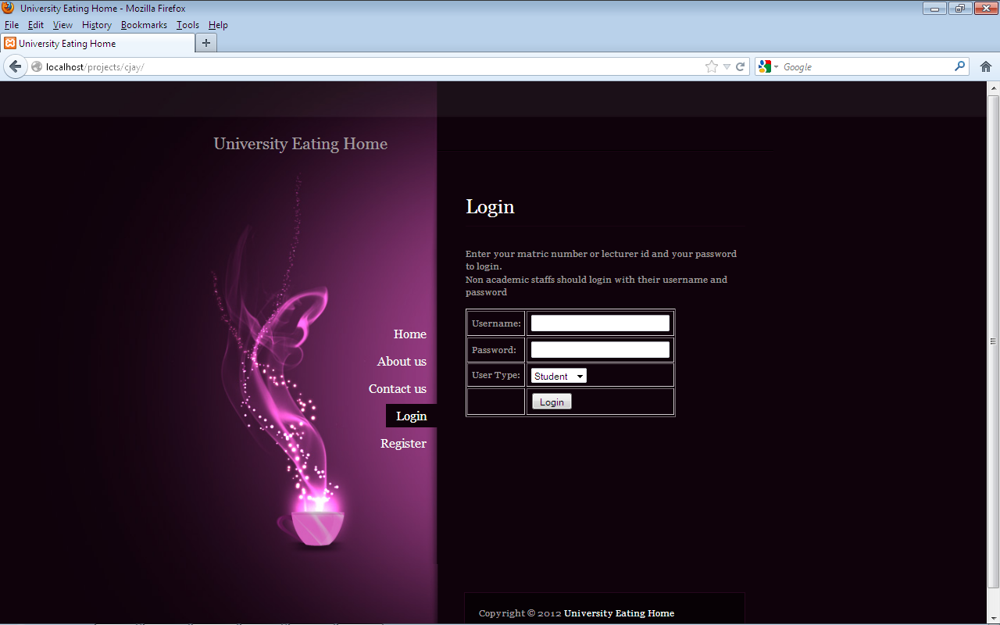 University Eating Home - Mozilla Firefox
File Edit View History Bookmarks Tools Help
University Eating Home
localhost/projects/cjay/
Google
University Eating Home
Home
About us
Contact us
Login
Register
Login
Enter your matric number or lecturer id and your password
to login.
Non academic staffs should login with their username and
password
Username:
Password:
User Type: Student
Login
Copyright © 2012 University Eating Home